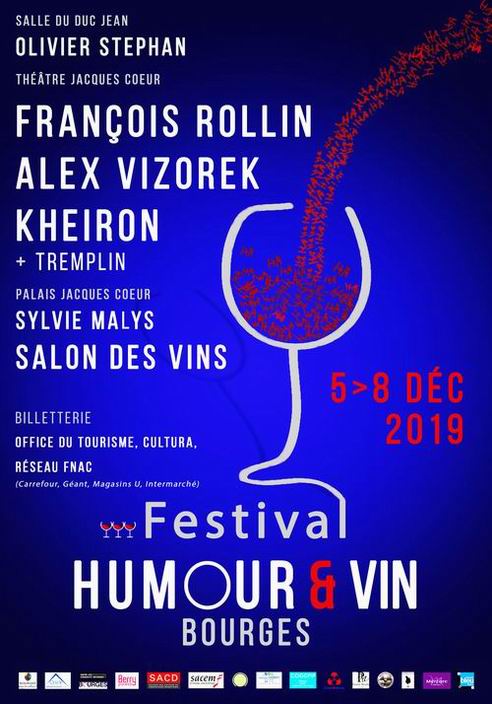 SALLE DU DUC JEAN
OLIVIER STEPHAN
THÉÂTRE JACQUES COEUR
FRANÇOIS ROLLIN
ALEX VIZOREK
KHEIRON
+ TREMPLIN
PALAIS JACQUES COEUR
SYLVIE MALYS
SALON DES VINS
5>8 DÉC
2019
BILLETTERIE
OFFICE DU TOURISME, CULTURA,
RÉSEAU FNAC
(Carrefour, Géant, Magasins U, Intermarché)
Festival
HUMOUR & VIN
BOURGES
Berry SACD sacem